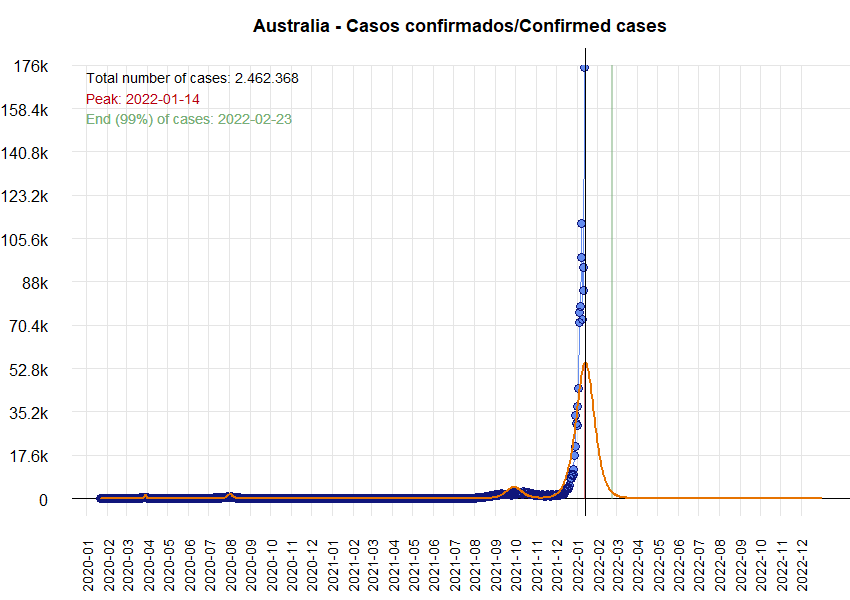 Australia - Casos confirmados/Confirmed cases
176k
Total number of cases: 2.462.368
Peak: 2022-01-14
End (99%) of cases: 2022-02-23
158.4k
140.8k
123.2k
105.6k
88k
70.4k
52.8k
35.2k
17.6k
0
2020-01
2020-02
2020-03
2020-04
2020-05
2020-06
2020-07
2020-08
2020-09
2020-10
2020-12
2021-01
2021-02
2021-03
2021-04
2021-05
2021-06
2021-07
2021-08
2021-09
2021-10
2021-11
2021-12
2022-01
2022-02
2022-03
2022-05
2022-05
2022-06
2022-07
2022-08
2022-09
2022-10
2022-11
2022-12